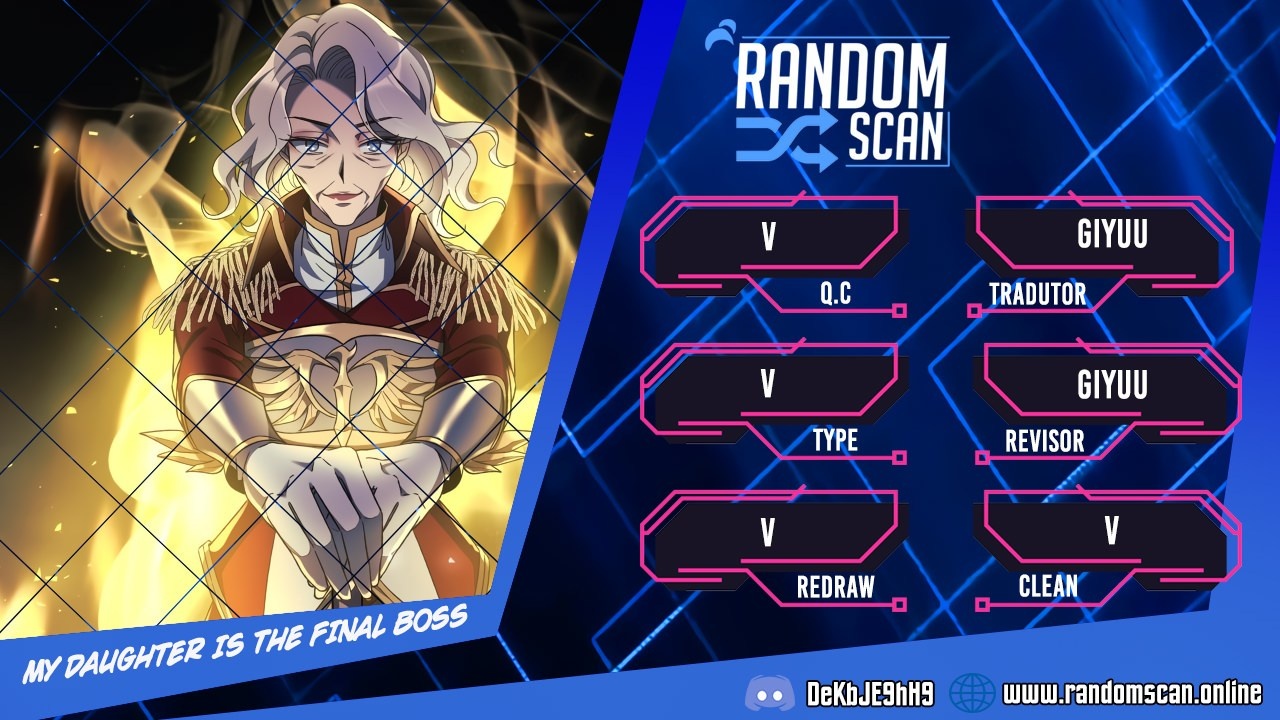 RANDOM
SCAN
V
Q.C
GIYUU
TRADUTOR
V
TYPE
GIYUU
REVISOR
V
REDRAW
V
CLEAN
MY DAUGHTER IS THE FINAL BOSS
DeKbJE9hH9
www.randomscan.online